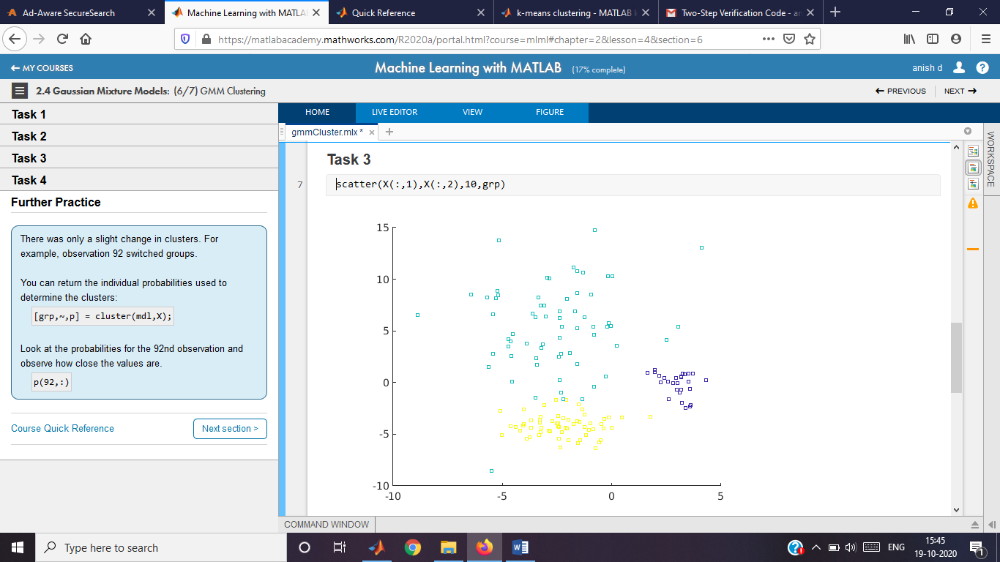 Ad-Aware SecureSearch
Machine Learning with MATLA
Quick Reference
k-means clustering - MATLAB k
Two-Step Verification Code - an
https://matlabacademy.mathworks.com/R2020a/portal.html?course=mlml#chapter=2&lesson=4&section=6
MY COURSES
Machine Learning with MATLAB (17% complete)
anish d
2.4 Gaussian Mixture Models: (6/7) GMM Clustering
PREVIOUS
NEXT
Task 1
Task 2
Task 3
Task 4
Further Practice
There was only a slight change in clusters. For
example, observation 92 switched groups.
You can return the individual probabilities used to
determine the clusters:
[grp,~,p] = cluster(mdl,X);
Look at the probabilities for the 92nd observation and
observe how close the values are.
p(92,:)
Course Quick Reference
Next section >
HOME
LIVE EDITOR
VIEW
FIGURE
gmmCluster.mlx *
WORKSPACE
Task 3
7
scatter(X(:,1),X(:,2),10,grp)
15
10
5
0
-5
-10
-10
-5
0
5
COMMAND WINDOW
Type here to search
ENG
15:45
19-10-2020
1